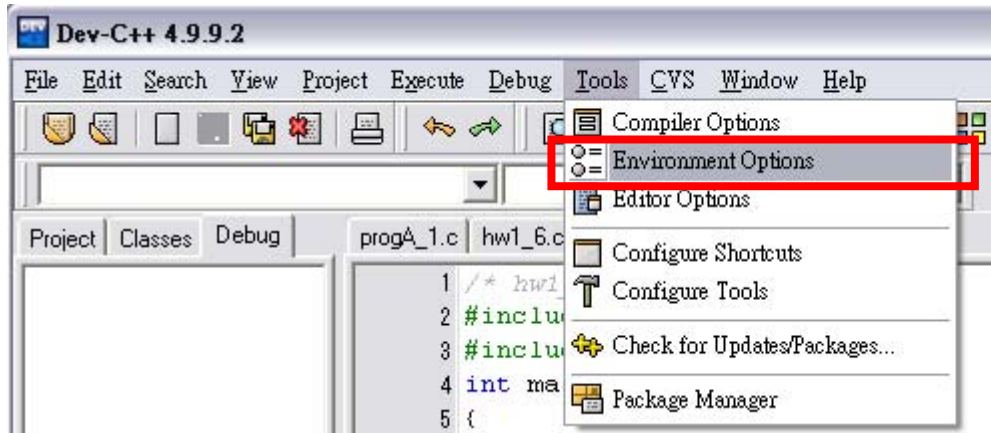 Dev-C++ 4.9.9.2
File Edit Search View Project Execute Debug Tools CVS Window Help
Compiler Options
Environment Options
Editor Options
Configure Shortcuts
Configure Tools
Check for Updates/Packages...
Package Manager
Project Classes Debug
progA_1.c hw1_6.c
1 /* hw1_
2 #inclu
3 #inclu
4 int ma
5 {